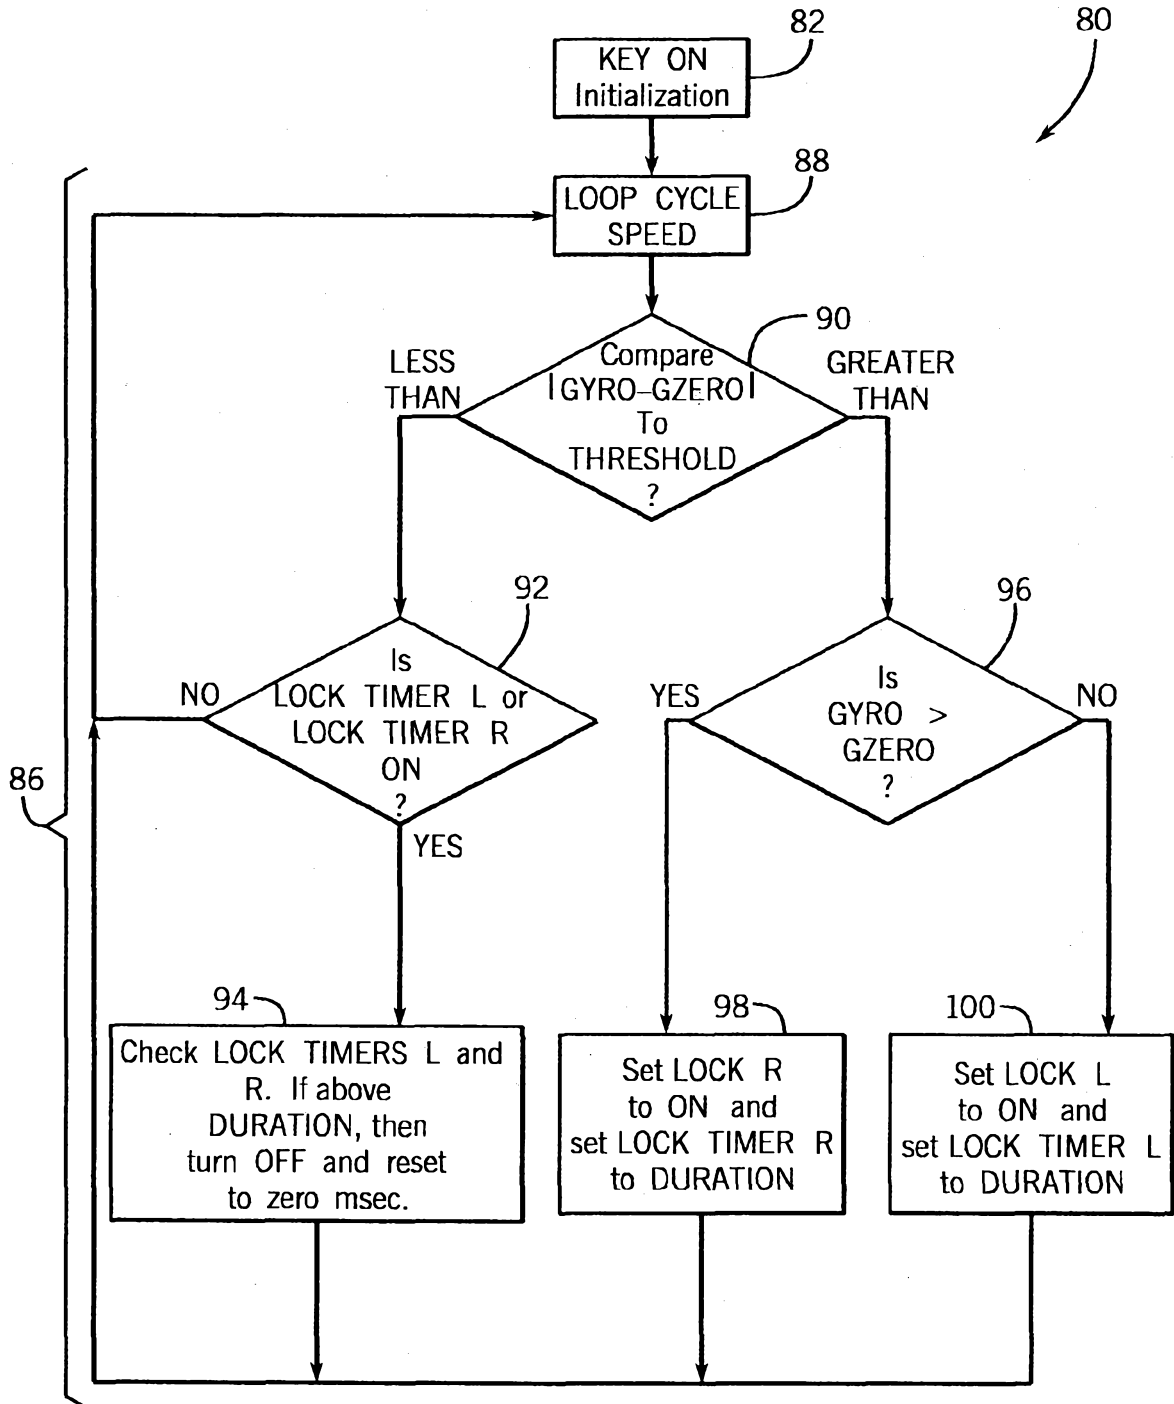 82
80
KEY ON
Initialization
88
LOOP CYCLE
SPEED
90
LESS
THAN
Compare
|GYRO-GZERO|
To
THRESHOLD
?
GREATER
THAN
92
96
NO
Is
LOCK TIMER L or
LOCK TIMER R
ON
?
YES
YES
Is
GYRO >
GZERO
?
NO
86
94
Check LOCK TIMERS L and
R. If above
DURATION, then
turn OFF and reset
to zero msec.
98
Set LOCK R
to ON and
set LOCK TIMER R
to DURATION
100
Set LOCK L
to ON and
set LOCK TIMER L
to DURATION